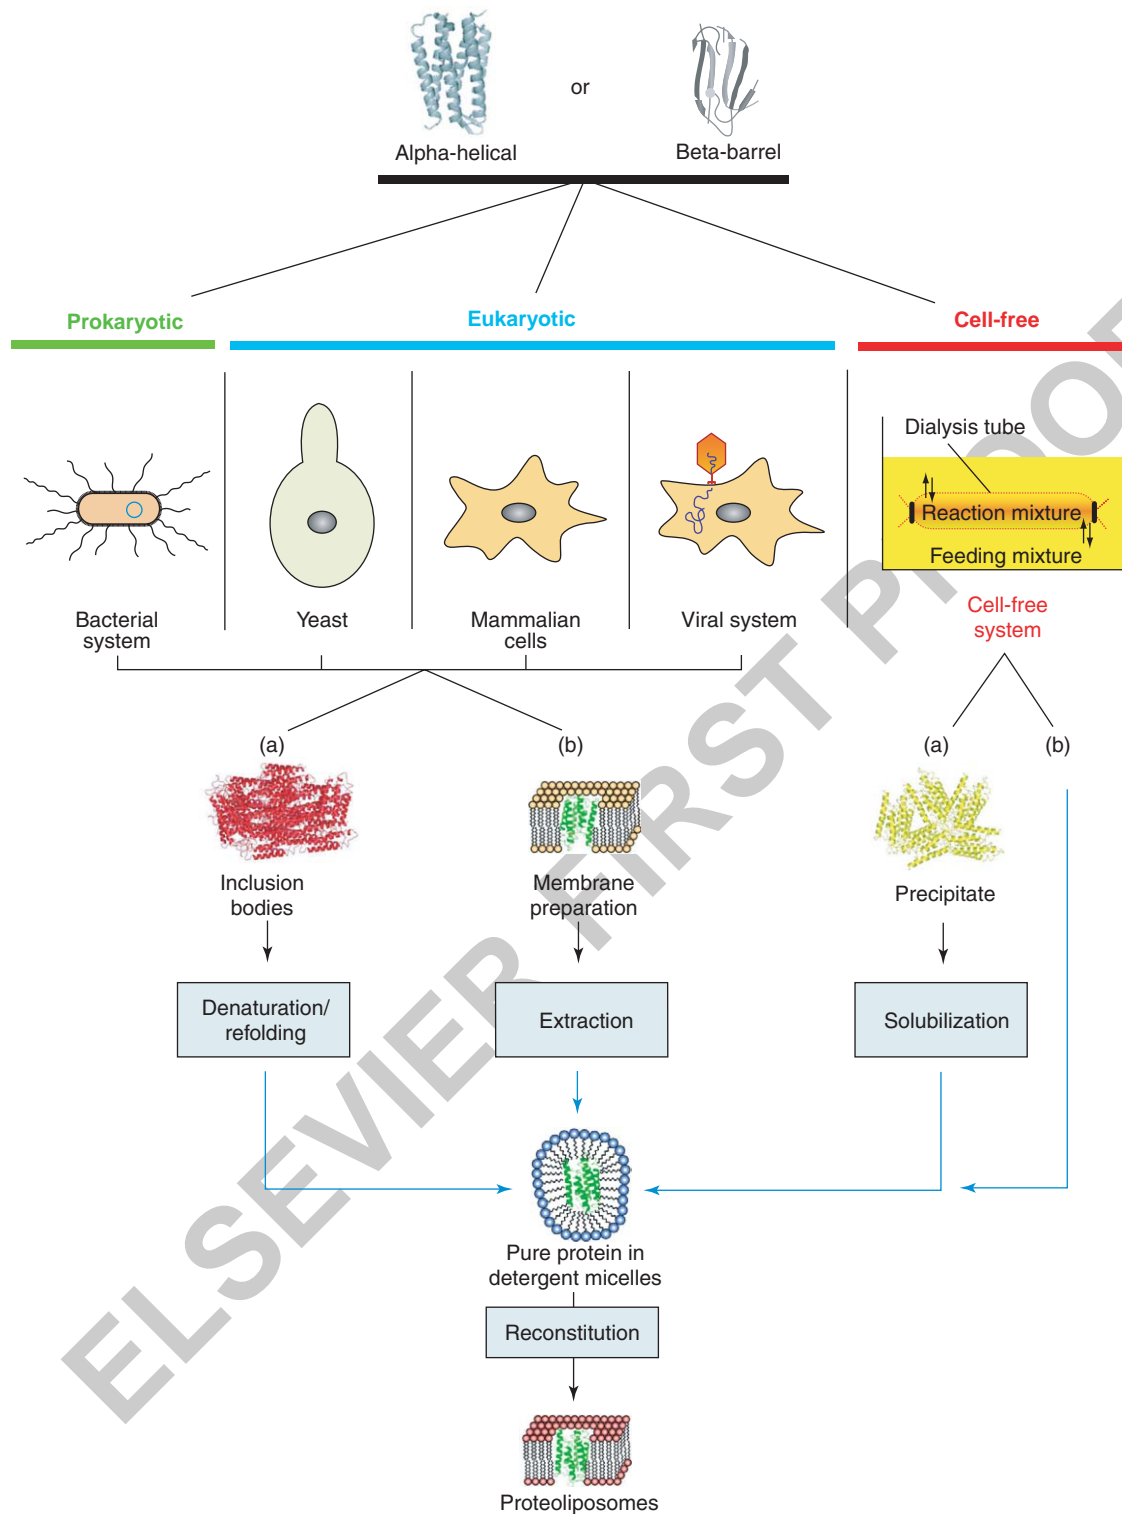 or
Alpha-helical
Beta-barrel
Prokaryotic
Eukaryotic
Cell-free
Dialysis tube
Reaction mixture
Feeding mixture
Bacterial
system
Yeast
Mammalian
cells
Viral system
Cell-free
system
(a)
(b)
(a)
(b)
Inclusion
bodies
Membrane
preparation
Precipitate
Denaturation/
refolding
Extraction
Solubilization
Pure protein in
detergent micelles
Reconstitution
Proteoliposomes
ELSEVIER FIRST PROOF